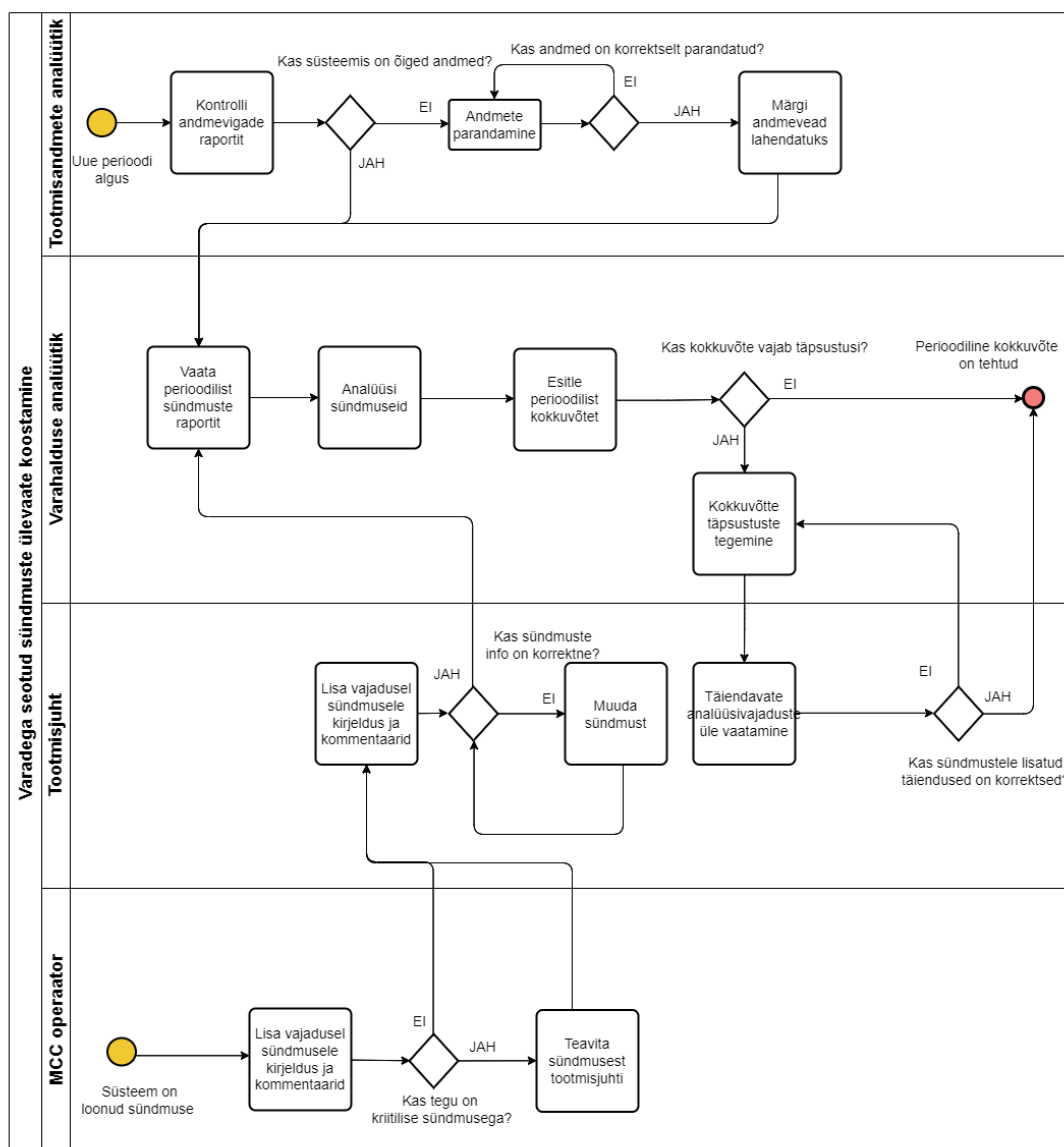 Varadega seotud sündmuste ülevaate koostamine
Tootmisandmete analüütik
Uue perioodi
algus
Kontrolli
andmevigade
raportit
Kas süsteemis on õiged andmed?
EI
JAH
Andmete
parandamine
Kas andmed on korrektselt parandatud?
EI
JAH
Märgi
andmevead
lahendatuks
Varahalduse analüütik
Vaata
perioodilist
sündmuste
raportit
Analüüsi
sündmuseid
Esitle
perioodilist
kokkuvõtet
Kas kokkuvõte vajab täpsustusi?
EI
JAH
Perioodiline kokkuvõte
on tehtud
Kokkuvõtte
täpsustuste
tegemine
Tootmisjuht
Lisa vajadusel
sündmusele
kirjeldus ja
kommentaarid
JAH
Kas sündmuste
info on korrektne?
EI
Muuda
sündmust
Täiendavate
analüüsivajaduste
üle vaatamine
EI
JAH
Kas sündmustele lisatud
täiendused on korrektsed?
MCC operaator
Süsteem on
loonud sündmuse
Lisa vajadusel
sündmusele
kirjeldus ja
kommentaarid
EI
JAH
Kas tegu on
kriitilise sündmusega?
Teavita
sündmusest
tootmisjuhti